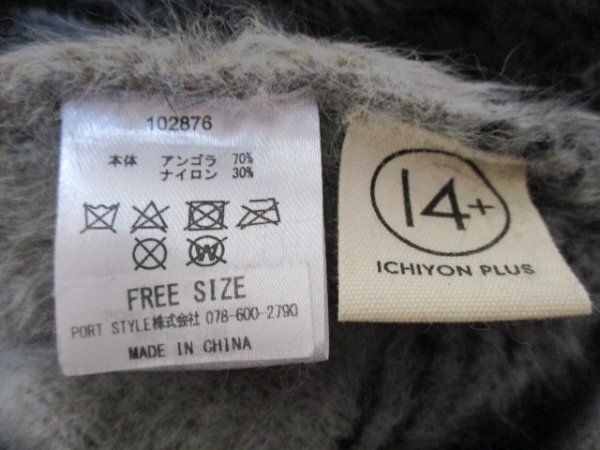 102876
本体 アンゴラ 70%
ナイロン 30%
W
FREE SIZE
PORT STYLE株式会社 078-600-2790
MADE IN CHINA
14+
ICHIYON PLUS